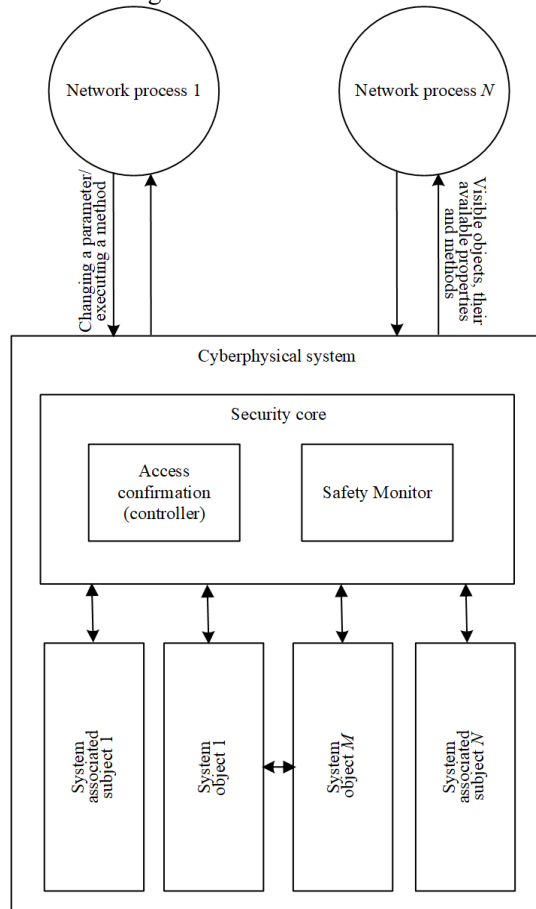 Network process 1
Network process N
Changing a parameter/
executing a method
Visible objects, their
available properties
and methods
Cyberphysical system
Security core
Access
confirmation
(controller)
Safety Monitor
System
associated
subject 1
System
object 1
System
object M
System
associated
subject N